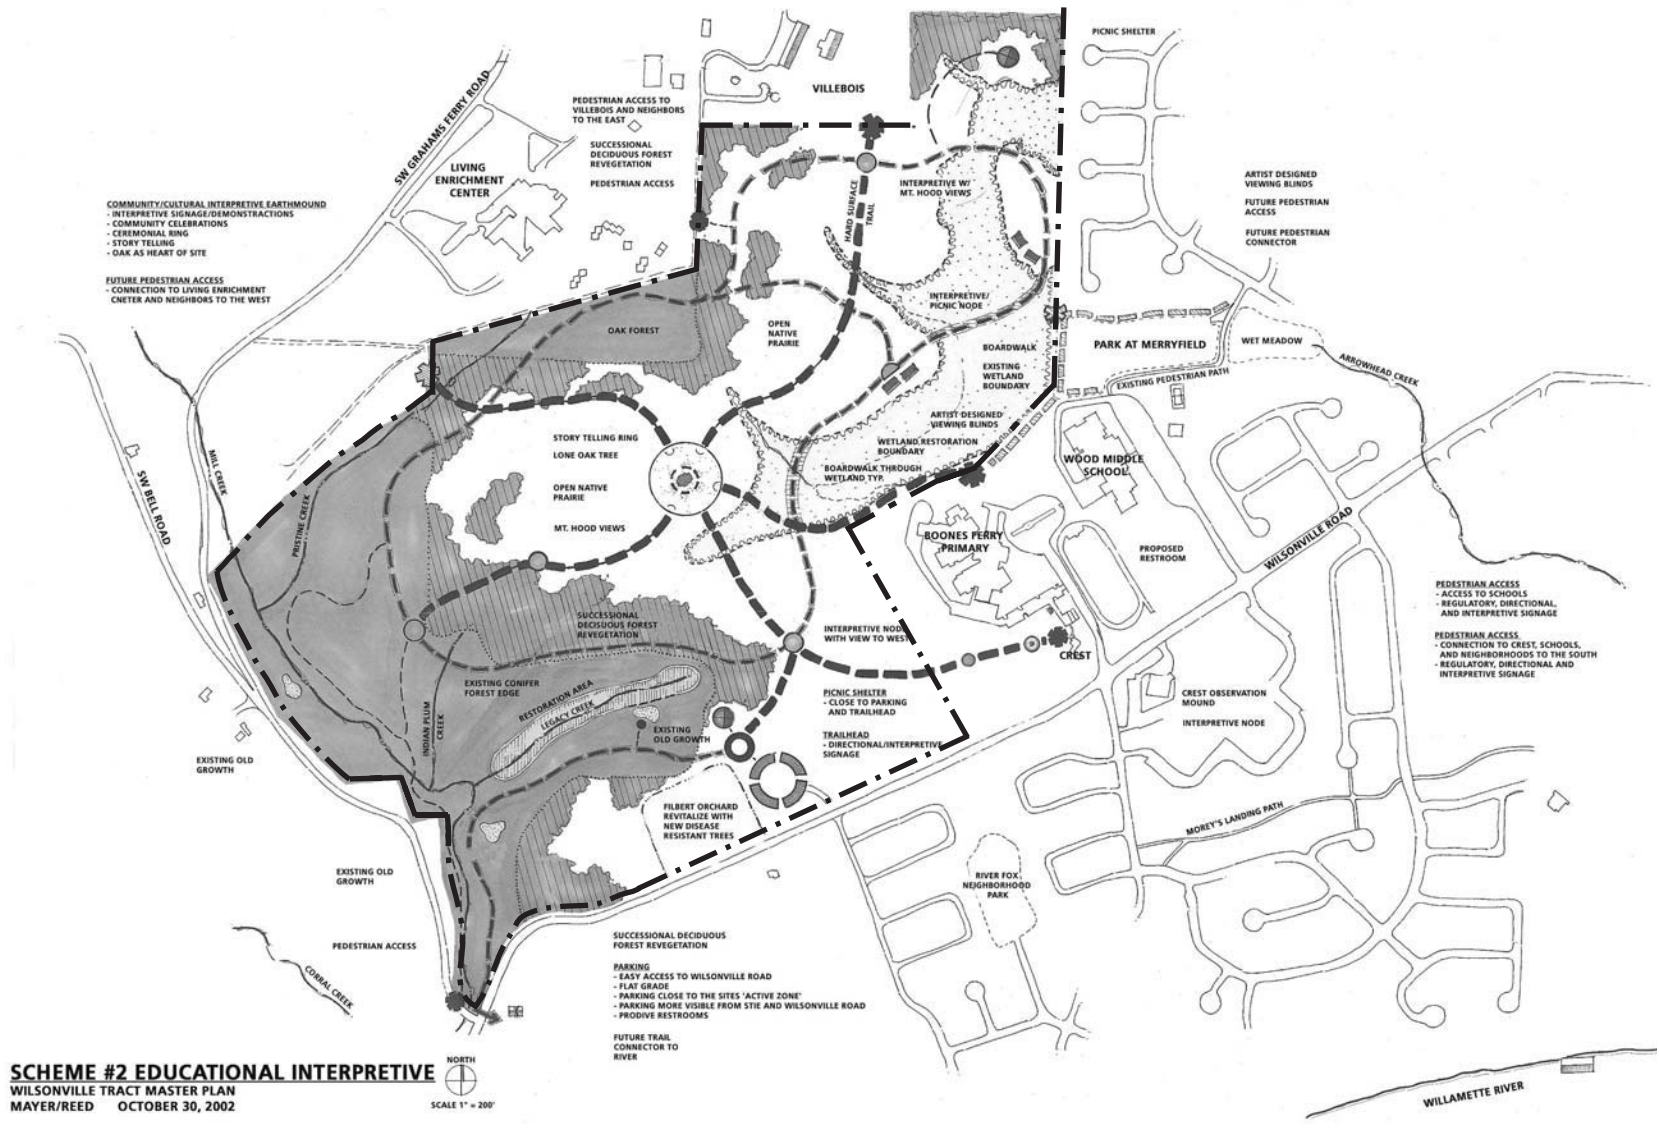 PICNIC SHELTER
VILLEBOIS
PEDESTRIAN ACCESS TO
VILLEBOIS AND NEIGHBORS
TO THE EAST
SUCCESSIONAL
DECIDUOUS FOREST
REVEGETATION
PEDESTRIAN ACCESS
SW GRAHAMS FERRY ROAD
LIVING
ENRICHMENT
CENTER
INTERPRETIVE W/
MT. HOOD VIEWS
HARD SURFACE
TRAIL
ARTIST DESIGNED
VIEWING BLINDS
FUTURE PEDESTRIAN
ACCESS
FUTURE PEDESTRIAN
CONNECTOR
COMMUNITY/CULTURAL INTERPRETIVE EARTHMOUND
- INTERPRETIVE SIGNAGE/DEMONSTRACTIONS
- COMMUNITY CELEBRATIONS
- CEREMONIAL RING
- STORY TELLING
- OAK AS HEART OF SITE
FUTURE PEDESTRIAN ACCESS
- CONNECTION TO LIVING ENRICHMENT
CNETER AND NEIGHBORS TO THE WEST
OAK FOREST
OPEN
NATIVE
PRAIRIE
INTERPRETIVE/
PICNIC NODE
BOARDWALK
EXISTING
WETLAND
BOUNDARY
PARK AT MERRYFIELD
WET MEADOW
ARROWHEAD CREEK
EXISTING PEDESTRIAN PATH
ARTIST DESIGNED
VIEWING BLINDS
WETLAND RESTORATION
BOUNDARY
BOARDWALK THROUGH
WETLAND TYP.
STORY TELLING RING
LONE OAK TREE
OPEN NATIVE
PRAIRIE
MT. HOOD VIEWS
WOOD MIDDLE
SCHOOL
SW BELL ROAD
MILL CREEK
PRISTINE CREEK
BOONES FERRY
PRIMARY
PROPOSED
RESTROOM
WILSONVILLE ROAD
PEDESTRIAN ACCESS
- ACCESS TO SCHOOLS
- REGULATORY, DIRECTIONAL,
AND INTERPRETIVE SIGNAGE
PEDESTRIAN ACCESS
- CONNECTION TO CREST, SCHOOLS,
AND NEIGHBORHOODS TO THE SOUTH
- REGULATORY, DIRECTIONAL AND
INTERPRETIVE SIGNAGE
SUCCESSIONAL
DECISUOUS FOREST
REVEGETATION
INTERPRETIVE NODE
WITH VIEW TO WEST
CREST
EXISTING CONIFER
FOREST EDGE
RESTORATION AREA
LEGACY CREEK
INDIAN PLUM
CREEK
EXISTING
OLD GROWTH
PICNIC SHELTER
- CLOSE TO PARKING
AND TRAILHEAD
TRAILHEAD
- DIRECTIONAL/INTERPRETIVE
SIGNAGE
CREST OBSERVATION
MOUND
INTERPRETIVE NODE
EXISTING OLD
GROWTH
FILBERT ORCHARD
REVITALIZE WITH
NEW DISEASE
RESISTANT TREES
MOREY'S LANDING PATH
EXISTING OLD
GROWTH
RIVER FOX
NEIGHBORHOOD
PARK
PEDESTRIAN ACCESS
CORRAL CREEK
SUCCESSIONAL DECIDUOUS
FOREST REVEGETATION
PARKING
- EASY ACCESS TO WILSONVILLE ROAD
- FLAT GRADE
- PARKING CLOSE TO THE SITES 'ACTIVE ZONE'
- PARKING MORE VISIBLE FROM STIE AND WILSONVILLE ROAD
- PRODIVE RESTROOMS
FUTURE TRAIL
CONNECTOR TO
RIVER
SCHEME #2 EDUCATIONAL INTERPRETIVE
WILSONVILLE TRACT MASTER PLAN
MAYER/REED OCTOBER 30, 2002
NORTH
SCALE 1" = 200'
WILLAMETTE RIVER